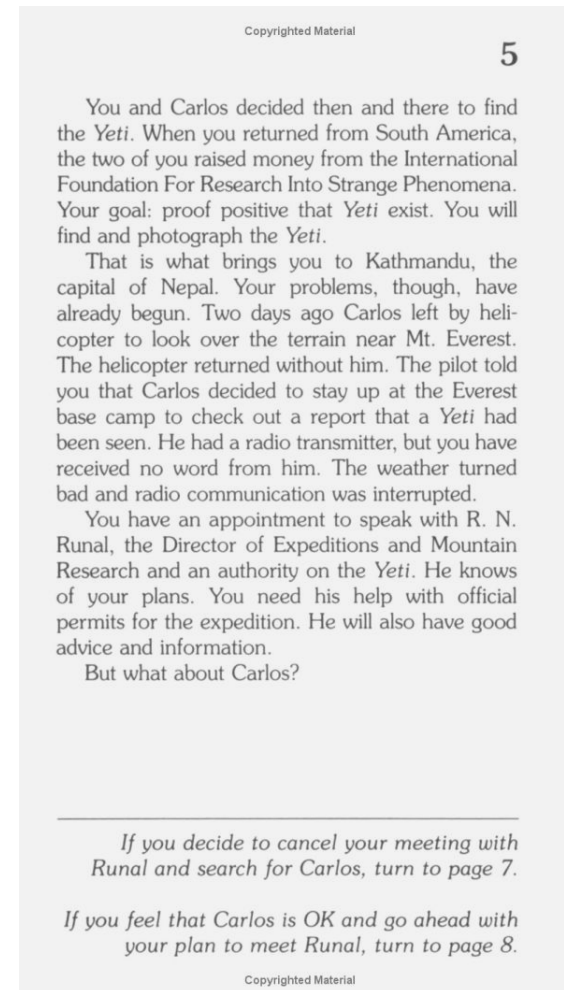 Copyrighted Material
5
You and Carlos decided then and there to find
the Yeti. When you returned from South America,
the two of you raised money from the International
Foundation For Research Into Strange Phenomena.
Your goal: proof positive that Yeti exist. You will
find and photograph the Yeti.
That is what brings you to Kathmandu, the
capital of Nepal. Your problems, though, have
already begun. Two days ago Carlos left by heli-
copter to look over the terrain near Mt. Everest.
The helicopter returned without him. The pilot told
you that Carlos decided to stay up at the Everest
base camp to check out a report that a Yeti had
been seen. He had a radio transmitter, but you have
received no word from him. The weather turned
bad and radio communication was interrupted.
You have an appointment to speak with R. N.
Runal, the Director of Expeditions and Mountain
Research and an authority on the Yeti. He knows
of your plans. You need his help with official
permits for the expedition. He will also have good
advice and information.
But what about Carlos?
If you decide to cancel your meeting with
Runal and search for Carlos, turn to page 7.
If you feel that Carlos is OK and go ahead with
your plan to meet Runal, turn to page 8.
Copyrighted Material